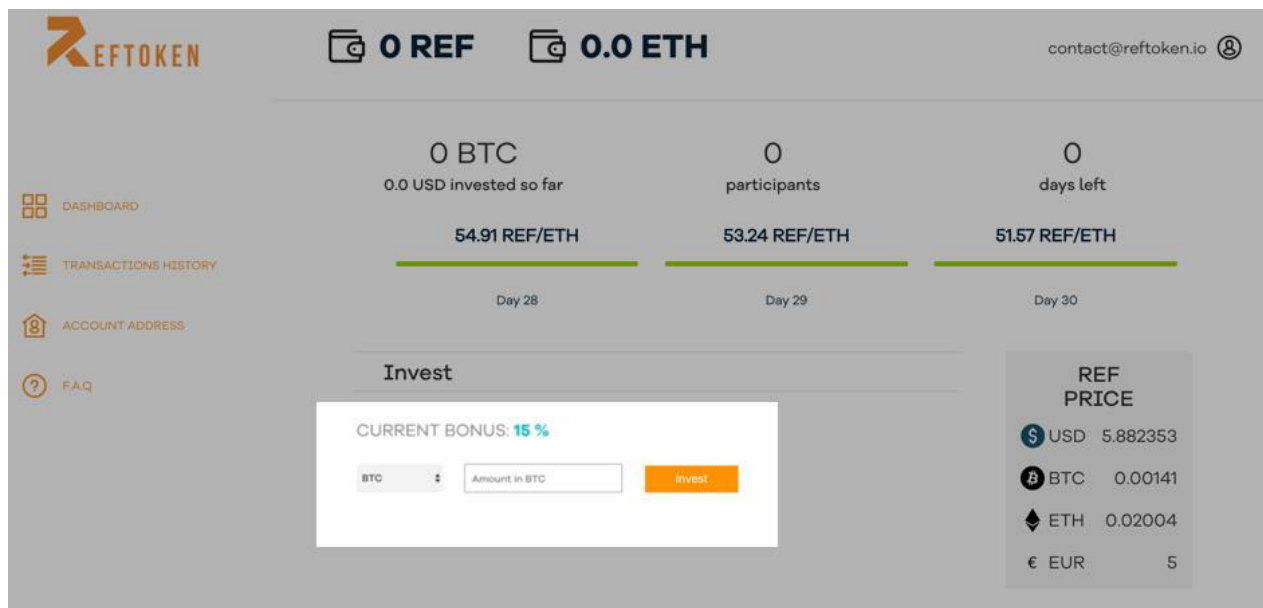 REFTOKEN
0 REF
0.0 ETH
contact@reftoken.io
0 BTC
0.0 USD invested so far
0
participants
0
days left
54.91 REF/ETH
53.24 REF/ETH
51.57 REF/ETH
Day 28
Day 29
Day 30
DASHBOARD
TRANSACTIONS HISTORY
ACCOUNT ADDRESS
F.A.Q
Invest
CURRENT BONUS: 15 %
BTC
Amount in BTC
Invest
REF
PRICE
$ USD 5.882353
BTC 0.00141
ETH 0.02004
€ EUR 5